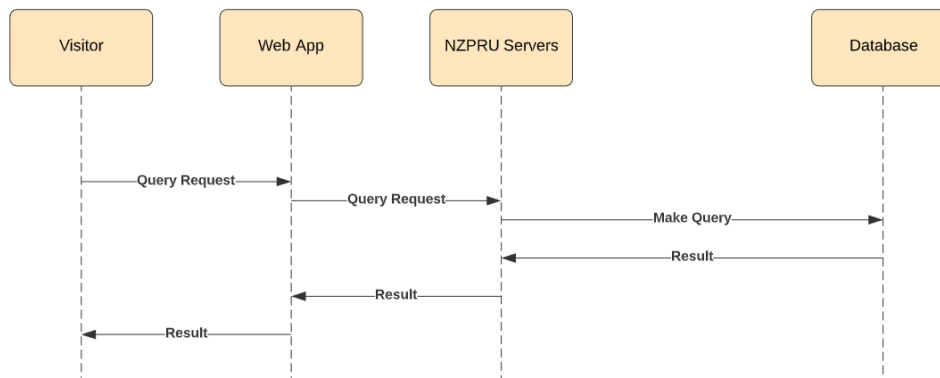 Visitor
Web App
NZPRU Servers
Database
Query Request
Query Request
Make Query
Result
Result
Result